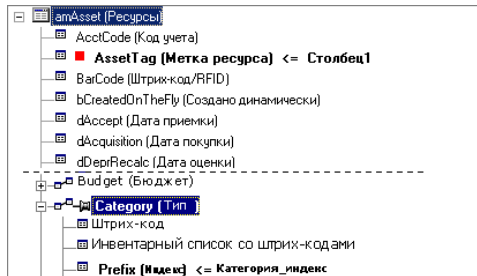 amAsset (Ресурсы)
AcctCode (Код учета)
AssetTag (Метка ресурса) <= Столбец1
BarCode (Штрих-код/RFID)
bCreatedOnTheFly (Создано динамически)
dAccept (Дата приемки)
dAcquisition (Дата покупки)
dDeprRecalc (Дата оценки)
Budget (Бюджет)
Category (Тип
Штрих-код
Инвентарный список со штрих-кодами
Prefix (Индекс) <= Категория_индекс